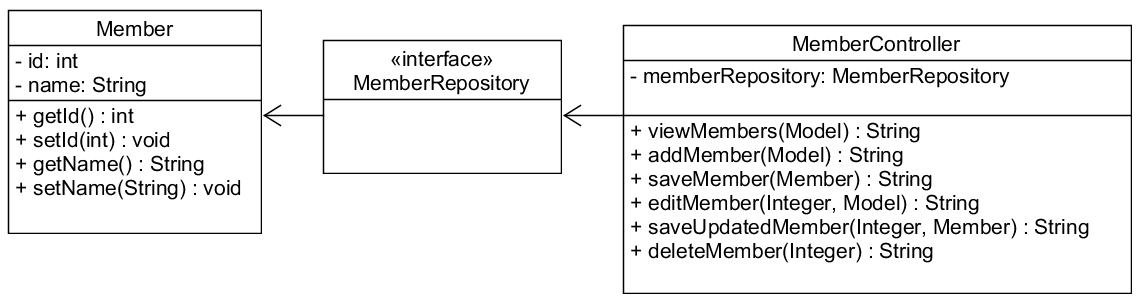 Member
- id: int
- name: String
+ getId() : int
+ setId(int) : void
+ getName() : String
+ setName(String) : void
«interface»
MemberRepository
MemberController
- memberRepository: MemberRepository
+ viewMembers(Model) : String
+ addMember(Model) : String
+ saveMember(Member) : String
+ editMember(Integer, Model) : String
+ saveUpdatedMember(Integer, Member) : String
+ deleteMember(Integer) : String